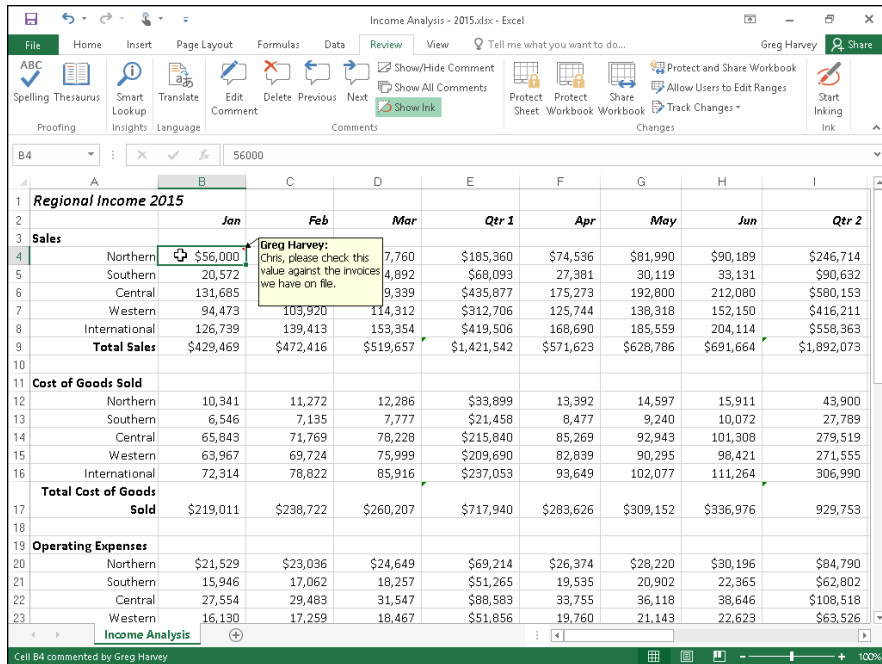 Income Analysis - 2015.xlsx - Excel
File Home Insert Page Layout Formulas Data Review View Tell me what you want to do... Greg Harvey Share
ABC
Spelling Thesaurus Smart Lookup Translate Edit Comment Delete Previous Next Show/Hide Comment Show All Comments Show Ink Protect Sheet Protect Workbook Share Workbook Protect and Share Workbook Allow Users to Edit Ranges Track Changes Start Inking
Proofing Insights Language Comments Changes Ink
B4 fx 56000
A B C D E F G H I
1 Regional Income 2015
2 Jan Feb Mar Qtr 1 Apr May Jun Qtr 2
3 Sales
Greg Harvey:
Chris, please check this
value against the invoices
we have on file.
4 Northern $56,000 7,760 $185,360 $74,536 $81,990 $90,189 $246,714
5 Southern 20,572 4,892 $68,093 27,381 30,119 33,131 $90,632
6 Central 131,685 9,339 $435,877 175,273 192,800 212,080 $580,153
7 Western 94,473 103,920 114,312 $312,706 125,744 138,318 152,150 $416,211
8 International 126,739 139,413 153,354 $419,506 168,690 185,559 204,114 $558,363
9 Total Sales $429,469 $472,416 $519,657 $1,421,542 $571,623 $628,786 $691,664 $1,892,073
10
11 Cost of Goods Sold
12 Northern 10,341 11,272 12,286 $33,899 13,392 14,597 15,911 43,900
13 Southern 6,546 7,135 7,777 $21,458 8,477 9,240 10,072 27,789
14 Central 65,843 71,769 78,228 $215,840 85,269 92,943 101,308 279,519
15 Western 63,967 69,724 75,999 $209,690 82,839 90,295 98,421 271,555
16 International 72,314 78,822 85,916 $237,053 93,649 102,077 111,264 306,990
Total Cost of Goods
17 Sold $219,011 $238,722 $260,207 $717,940 $283,626 $309,152 $336,976 929,753
18
19 Operating Expenses
20 Northern $21,529 $23,036 $24,649 $69,214 $26,374 $28,220 $30,196 $84,790
21 Southern 15,946 17,062 18,257 $51,265 19,535 20,902 22,365 $62,802
22 Central 27,554 29,483 31,547 $88,583 33,755 36,118 38,646 $108,518
23 Western 16,130 17,259 18,467 $51,856 19,760 21,143 22,623 $63,526
Income Analysis
Cell B4 commented by Greg Harvey 100%